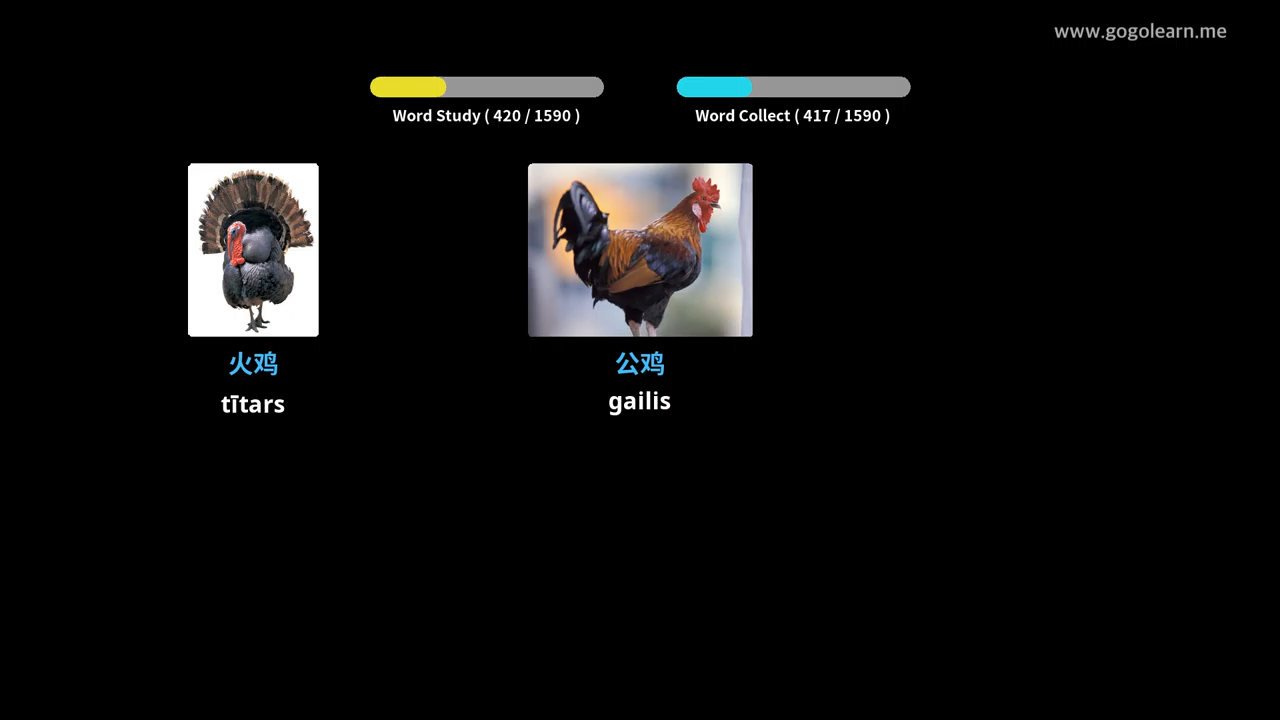 www.gogolearn.me
Word Study ( 420 / 1590 )
Word Collect ( 417 / 1590 )
火鸡
tītars
公鸡
gailis